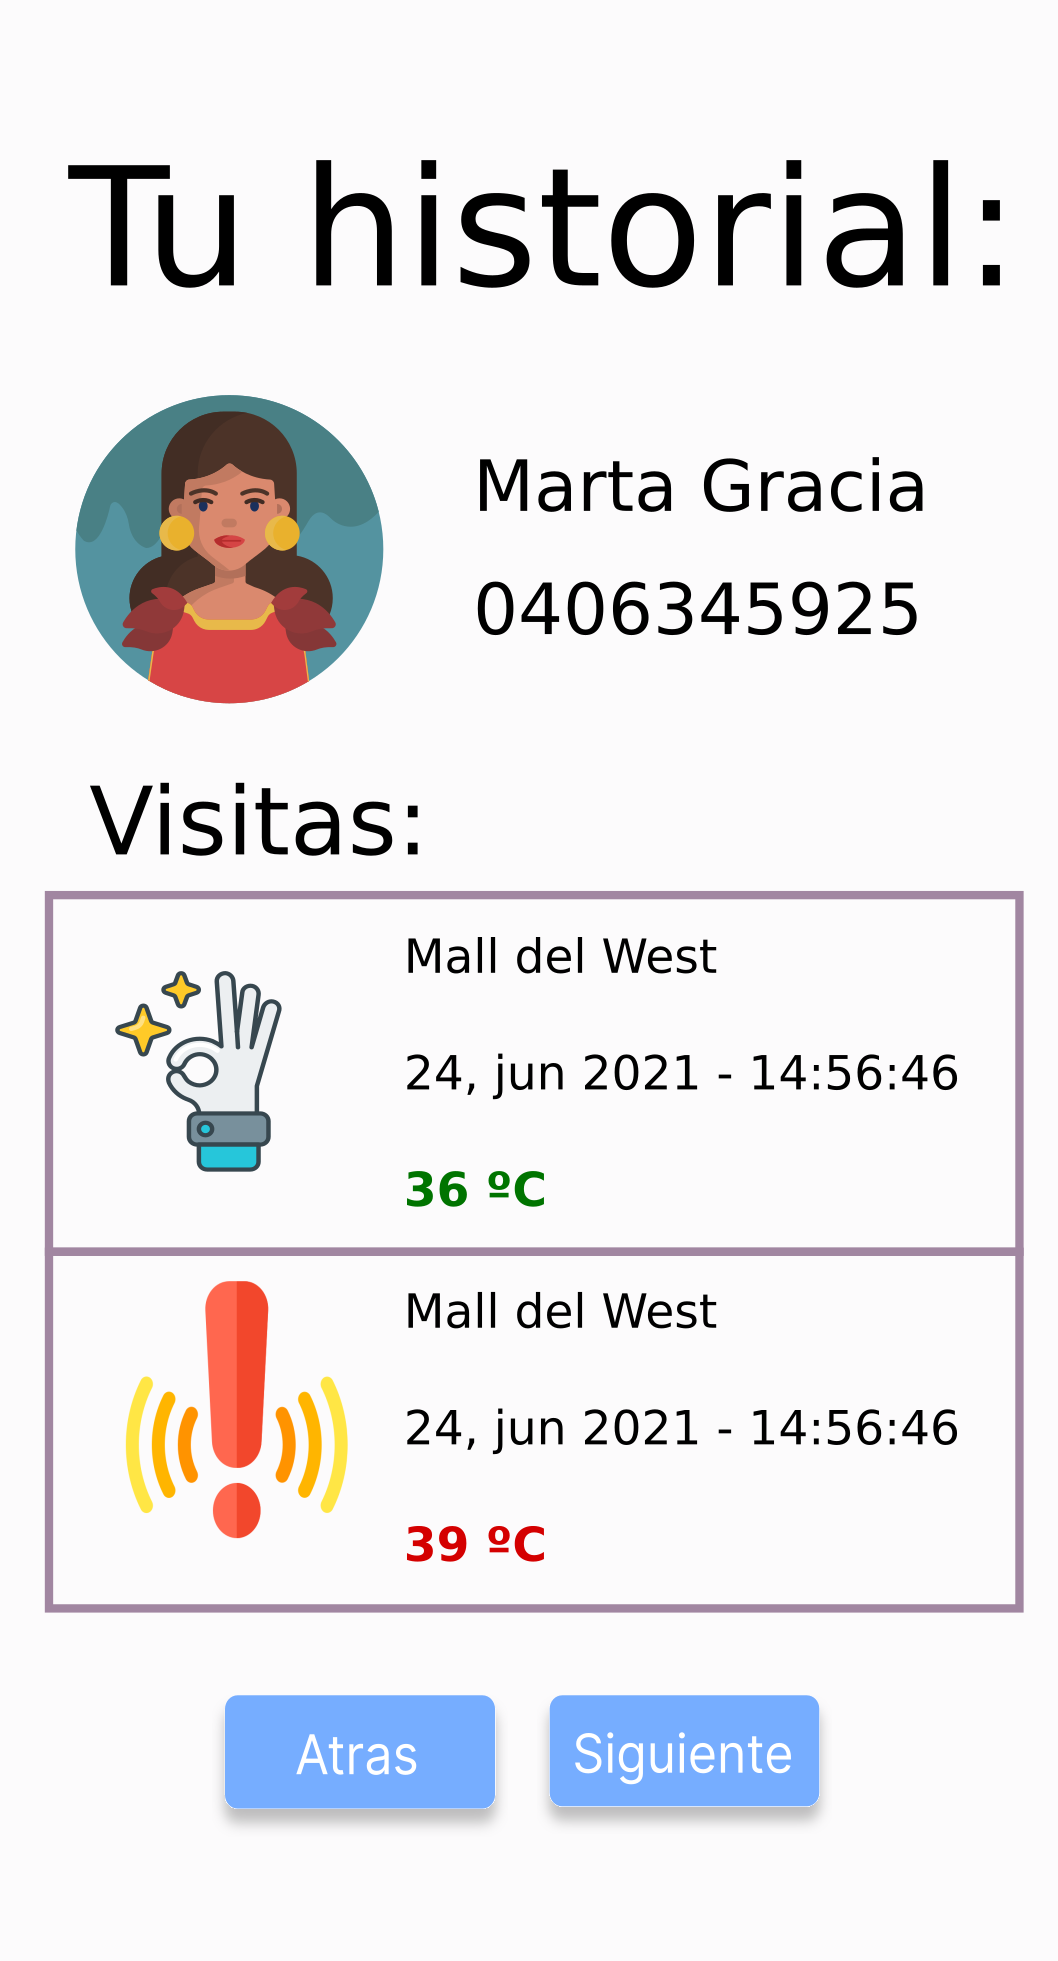 Tu historial:
Marta Gracia
0406345925
Visitas:
Mall del West
24, jun 2021 - 14:56:46
36 ºC
Mall del West
24, jun 2021 - 14:56:46
39 ºC
Atras
Siguiente